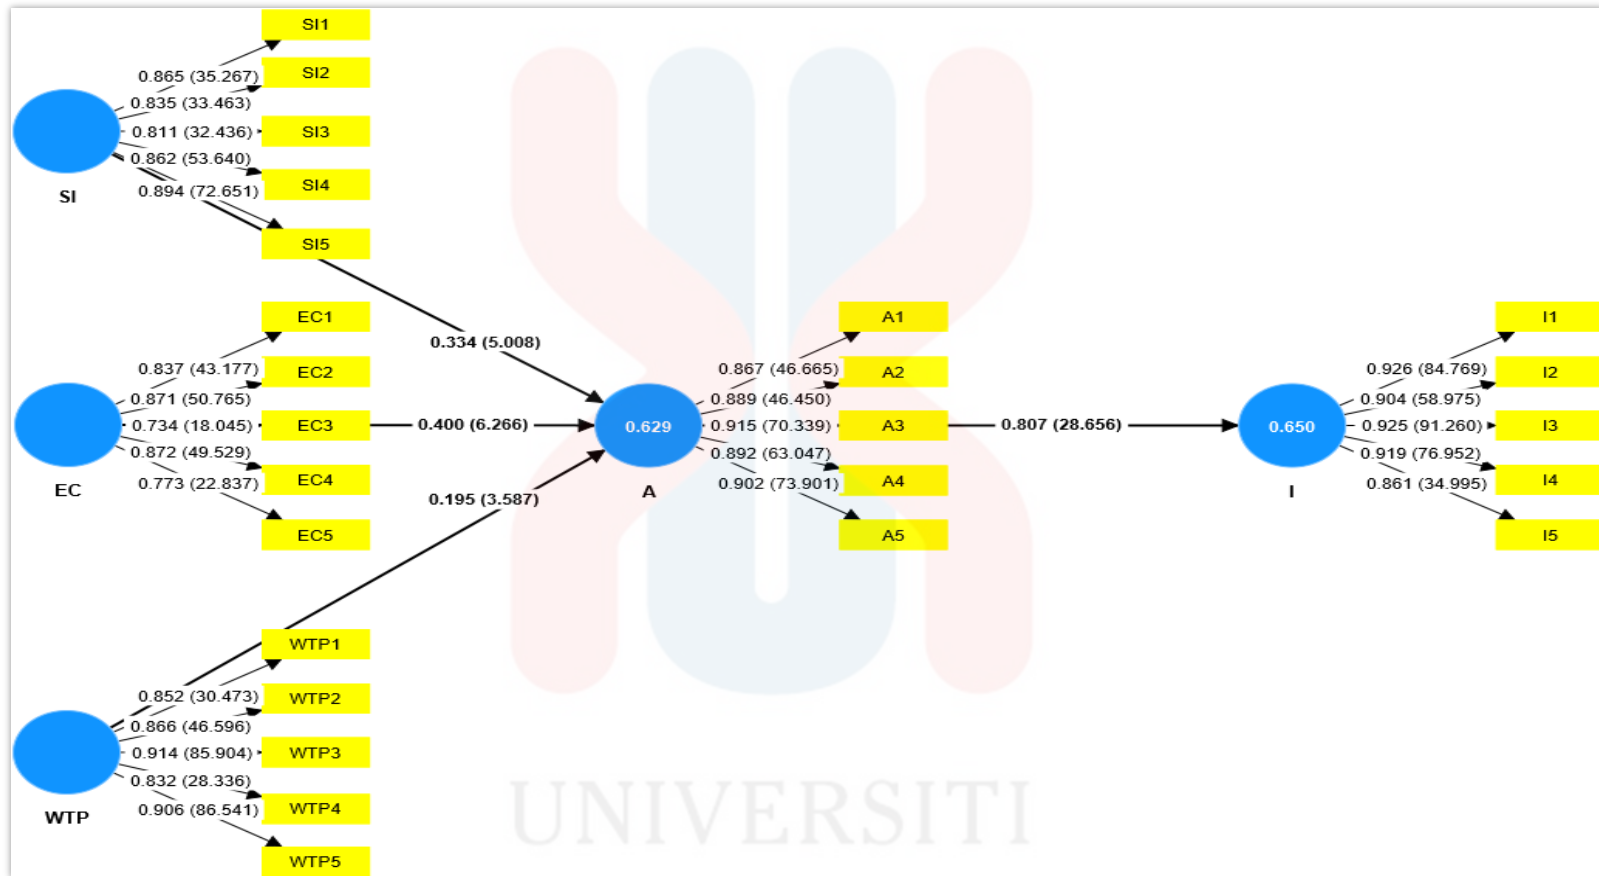 SI1
0.865 (35.267)
SI2
0.835 (33.463)
0.811 (32.436)
SI3
0.862 (53.640)
SI4
0.894 (72.651)
SI
SI5
0.334 (5.008)
EC1
0.837 (43.177)
EC2
0.871 (50.765)
0.734 (18.045)
EC3
0.872 (49.529)
EC4
0.773 (22.837)
EC
EC5
0.400 (6.266)
0.195 (3.587)
WTP1
0.852 (30.473)
WTP2
0.866 (46.596)
0.914 (85.904)
WTP3
0.832 (28.336)
WTP4
0.906 (86.541)
WTP
WTP5
0.629
A
A1
0.867 (46.665)
A2
0.889 (46.450)
0.915 (70.339)
A3
0.892 (63.047)
A4
0.902 (73.901)
A5
0.807 (28.656)
0.650
I
I1
0.926 (84.769)
I2
0.904 (58.975)
0.925 (91.260)
I3
0.919 (76.952)
I4
0.861 (34.995)
I5
UNIVERSITI